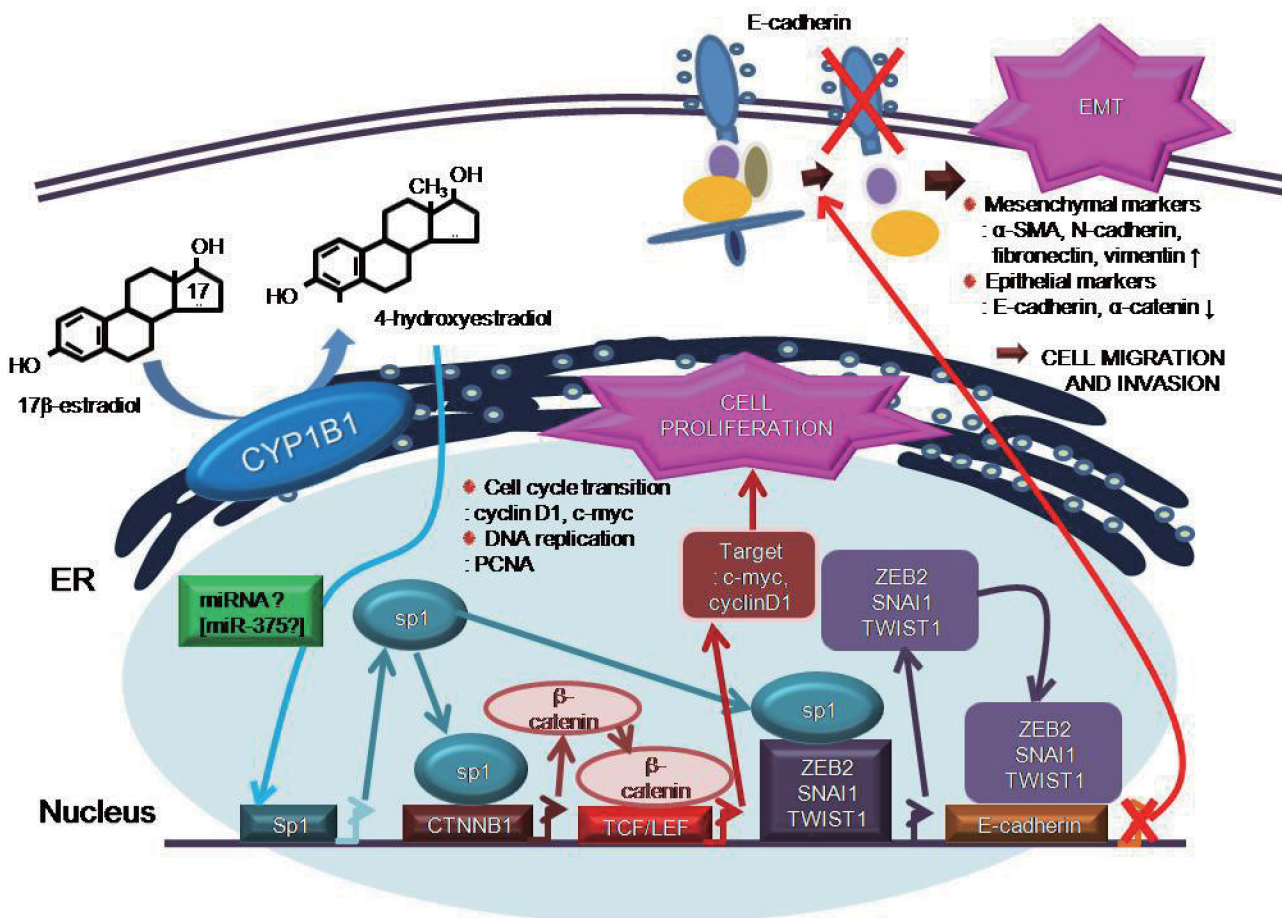 E-cadherin
EMT
OH
CH3
HO
4-hydroxyestradiol
OH
17
HO
17β-estradiol
Mesenchymal markers
: α-SMA, N-cadherin,
fibronectin, vimentin ↑
Epithelial markers
: E-cadherin, α-catenin ↓
CELL MIGRATION
AND INVASION
CYP1B1
CELL
PROLIFERATION
Cell cycle transition
: cyclin D1, c-myc
DNA replication
: PCNA
ER
miRNA?
[miR-375?]
sp1
Target
: c-myc,
cyclinD1
ZEB2
SNAI1
TWIST1
β-
catenin
sp1
sp1
β-
catenin
ZEB2
SNAI1
TWIST1
ZEB2
SNAI1
TWIST1
Nucleus
Sp1
CTNNB1
TCF/LEF
E-cadherin